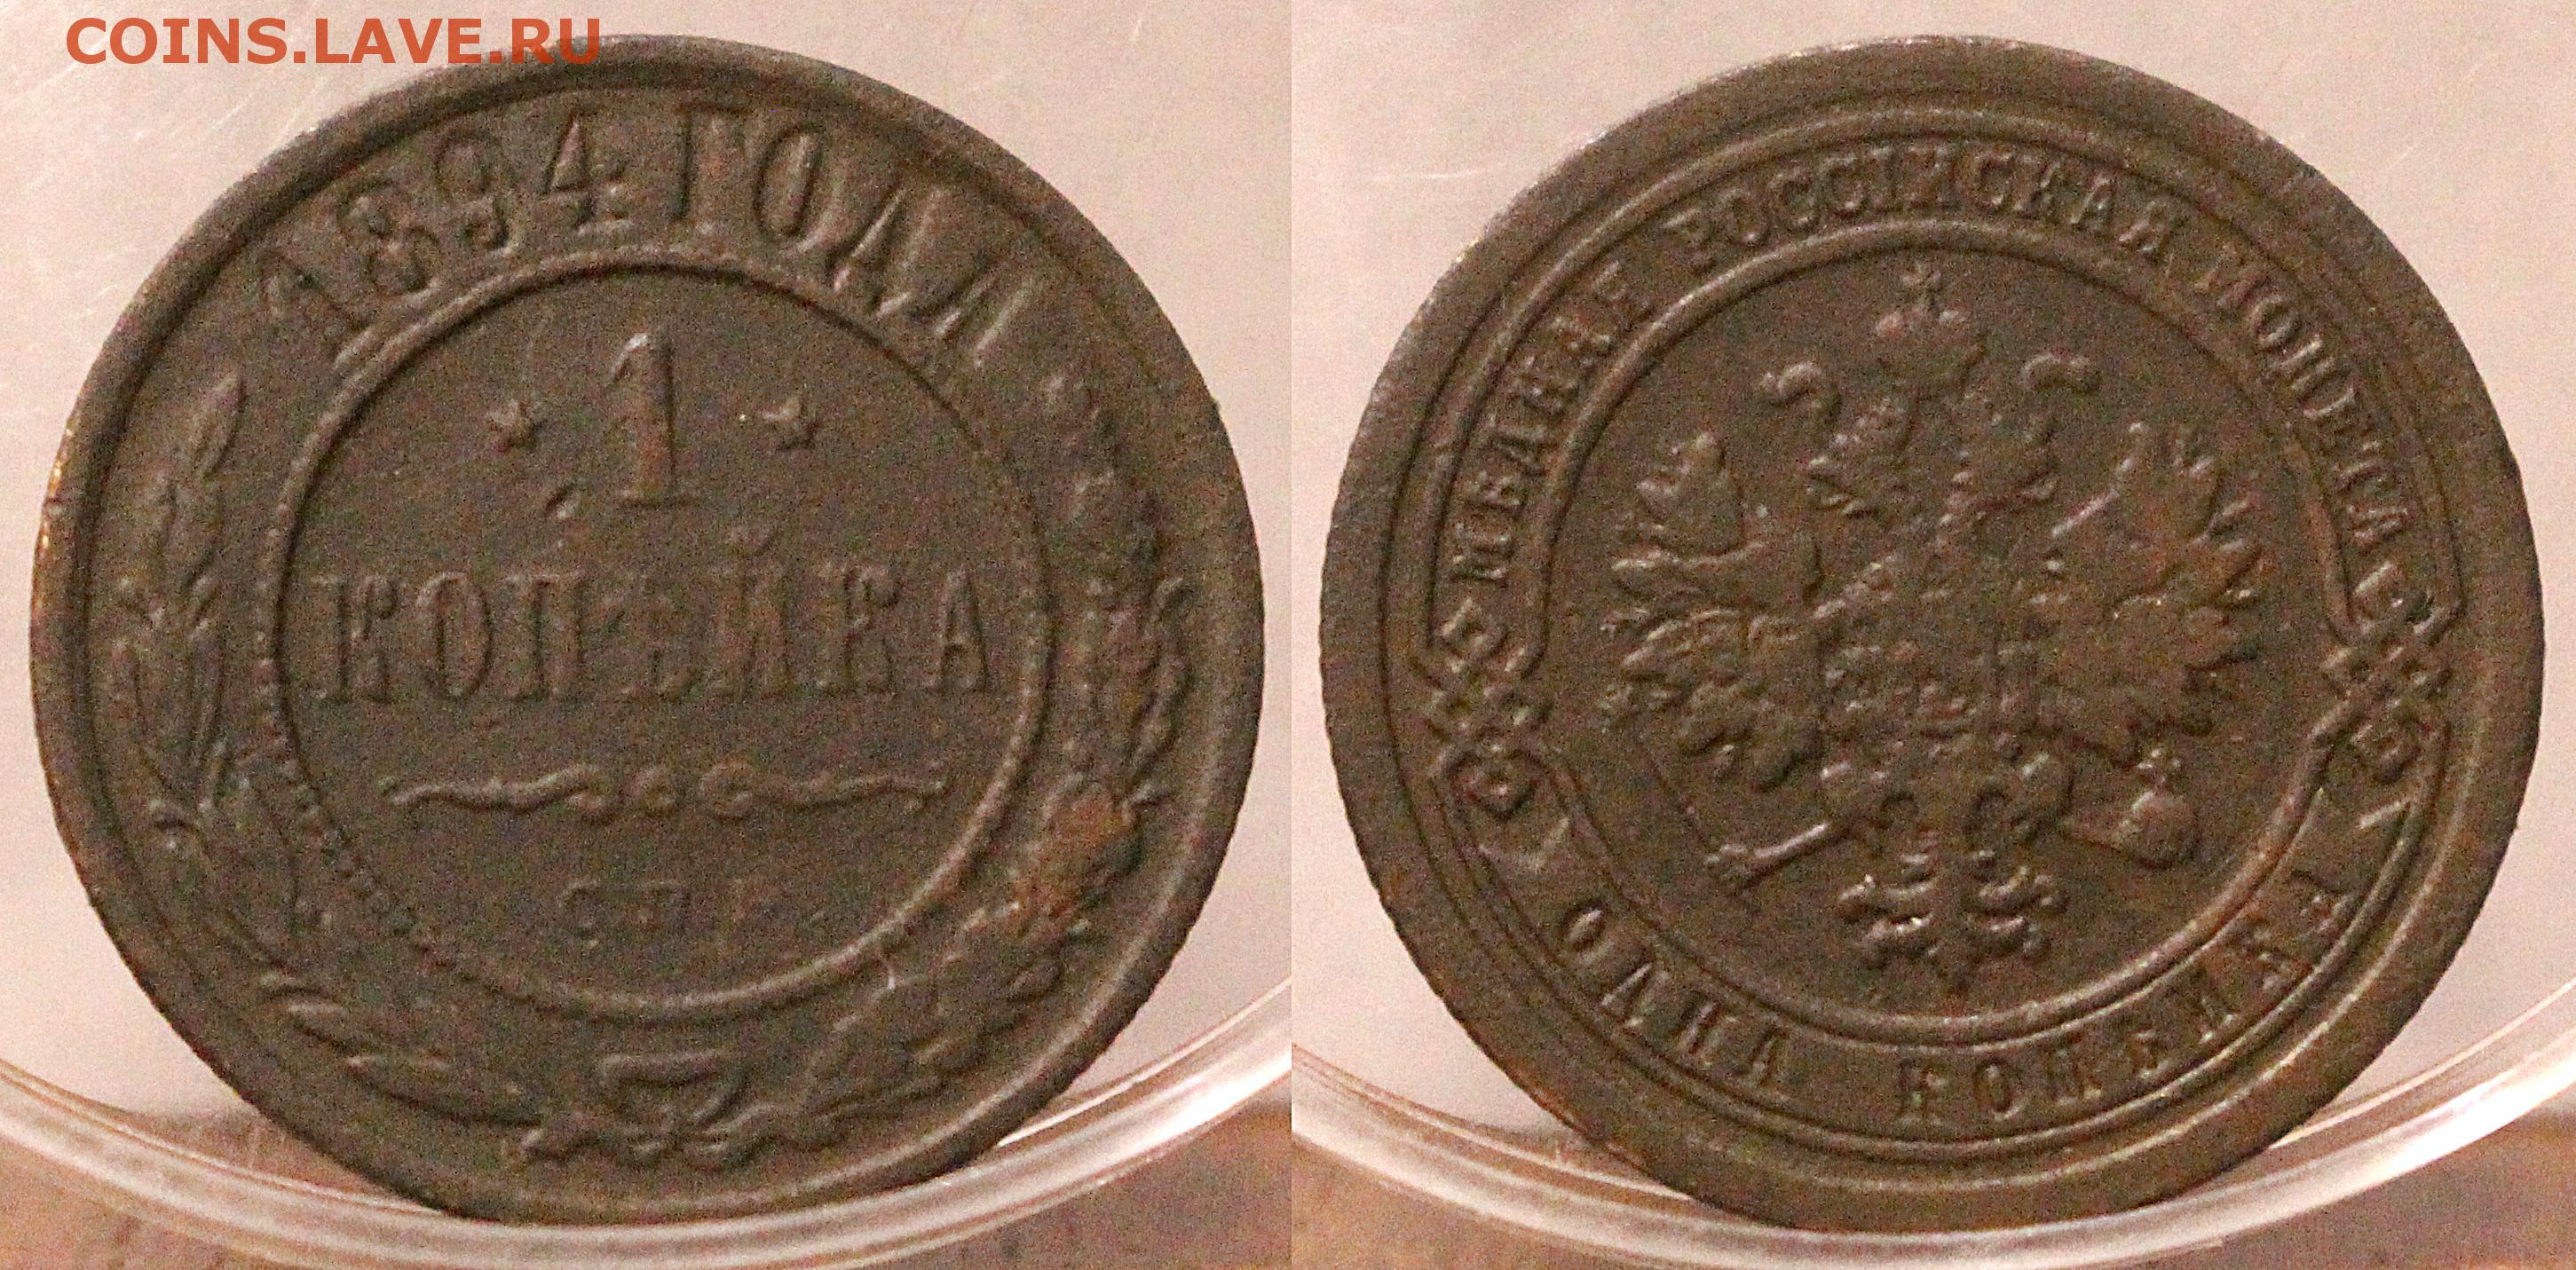 COINS.LAVE.RU
1894 ГОДА
1
КОПѢЙКА
СПБ
МѢДНАЯ РОССІЙСКАЯ МОНЕТА
ОДНА КОПѢЙКА